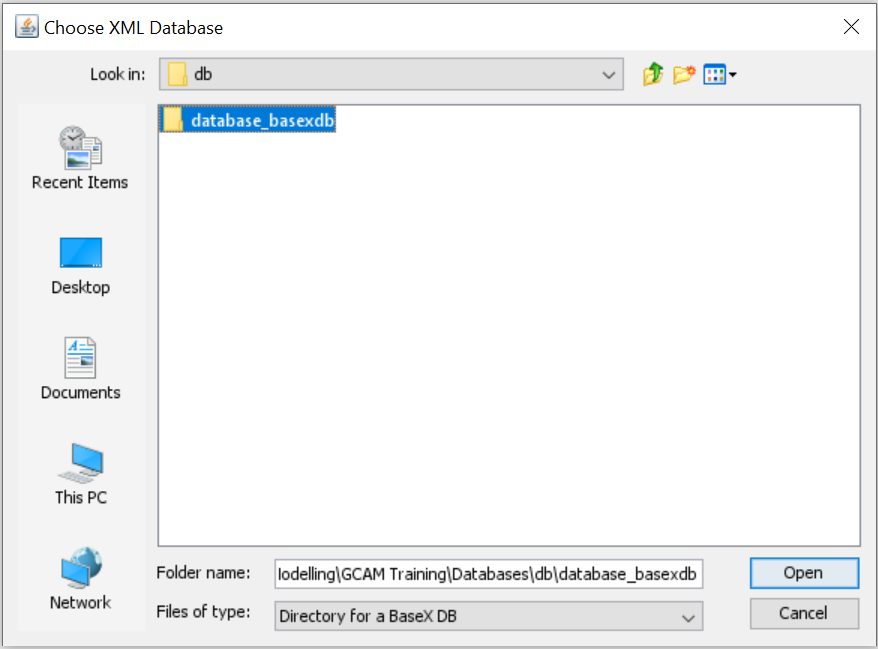 Choose XML Database
Look in: db
database_basexdb
Recent Items
Desktop
Documents
This PC
Network
Folder name: lodelling\GCAM Training\Databases\db\database_basexdb Open
Files of type: Directory for a BaseX DB Cancel